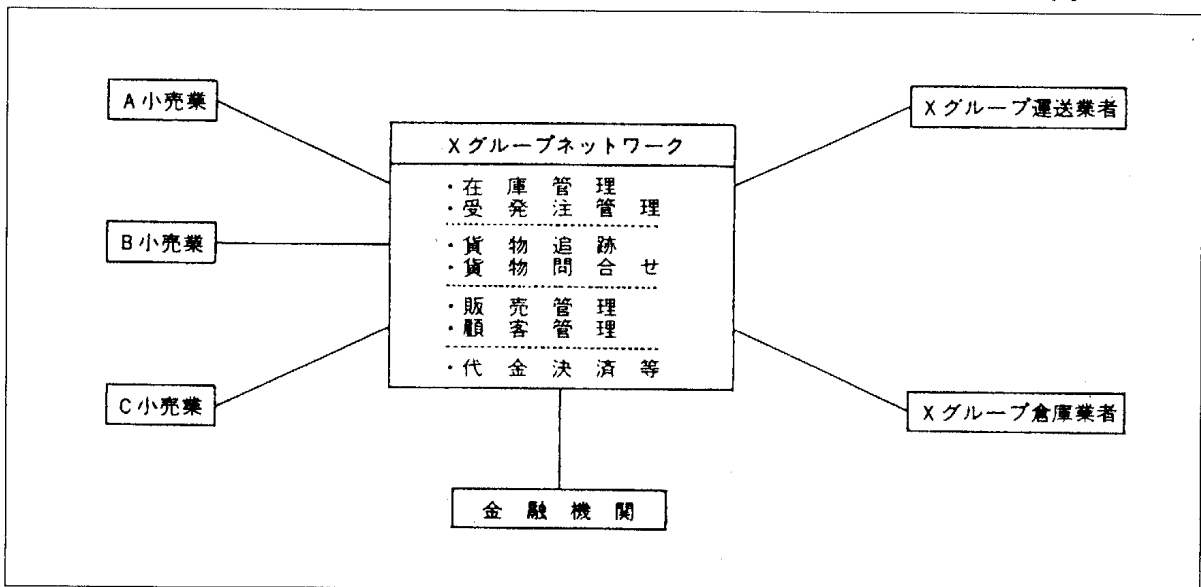 A小売業
Xグループ運送業者
Xグループネットワーク
・在庫管理
・受発注管理
B小売業
・貨物追跡
・貨物問合せ
・販売管理
・顧客管理
・代金決済等
C小売業
Xグループ倉庫業者
金融機関